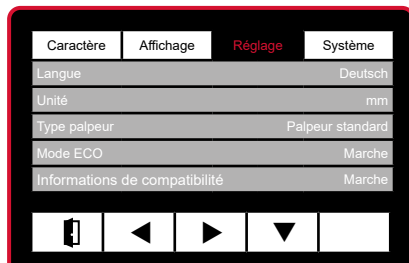 Caractère Affichage Réglage Système
Langue Deutsch
Unité mm
Type palpeur Palpeur standard
Mode ECO Marche
Informations de compatibilité Marche